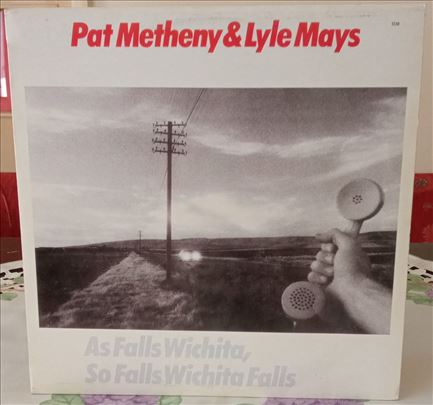 Pat Metheny & Lyle Mays
As Falls Wichita,
So Falls Wichita Falls